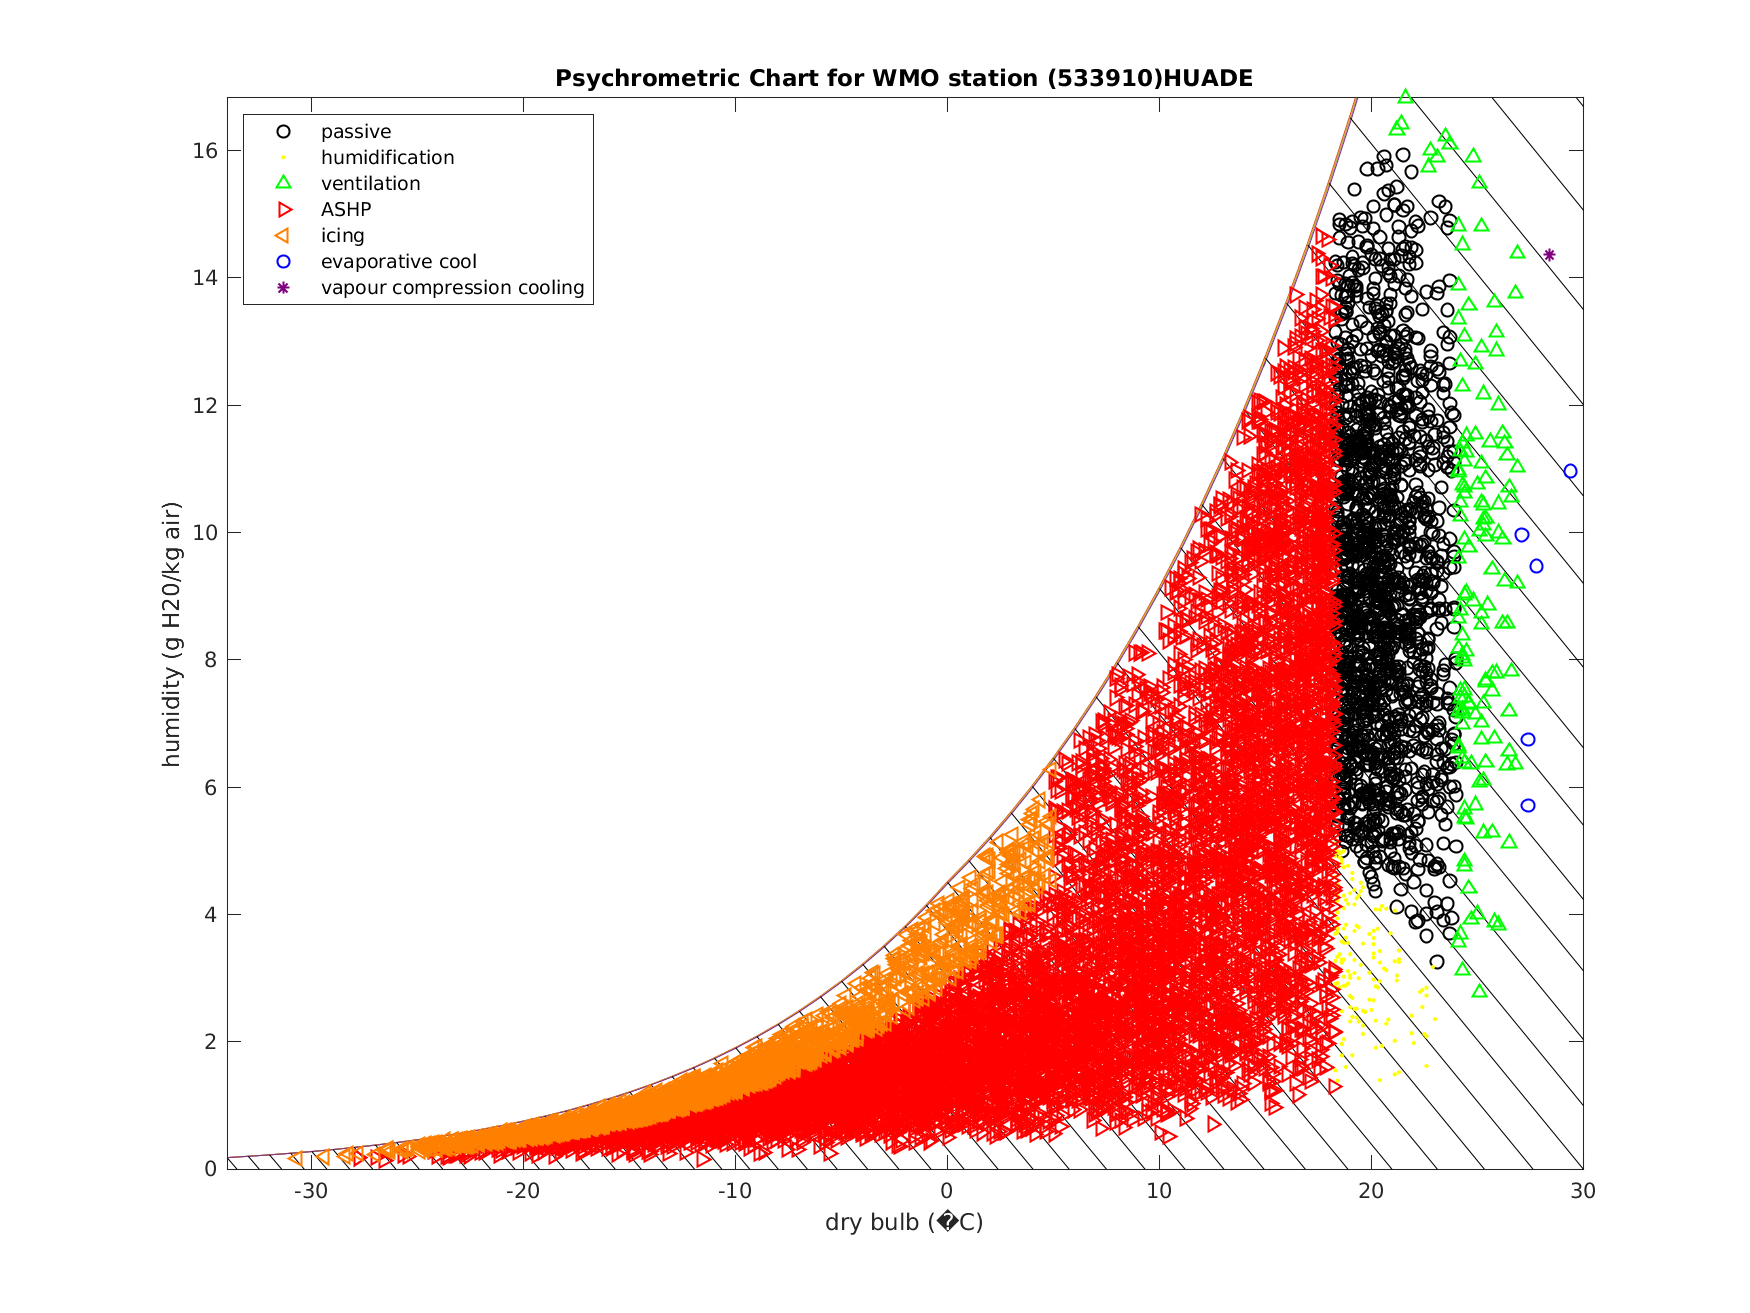 Psychrometric Chart for WMO station (533910)HUADE
passive
humidification
ventilation
ASHP
icing
evaporative cool
vapour compression cooling
humidity (g H20/kg air)
16
14
12
10
8
6
4
2
0
-30 -20 -10 0 10 20 30
dry bulb (�C)